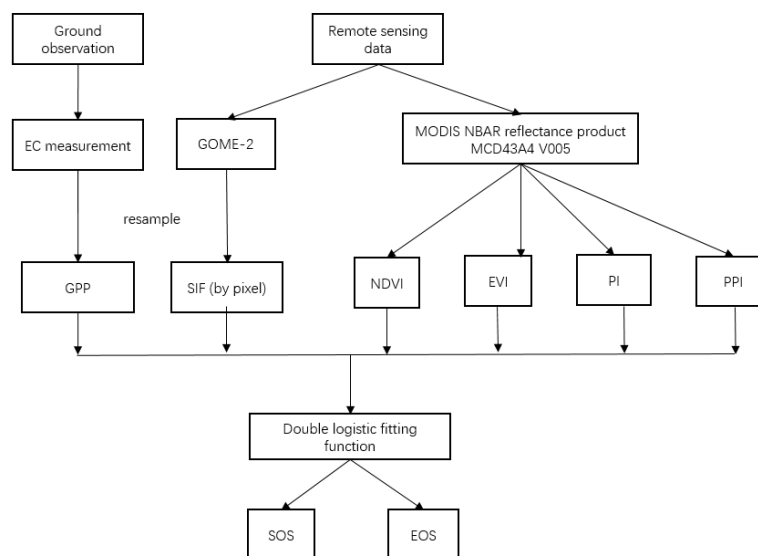 Ground
observation
Remote sensing
data
EC measurement
GOME-2
MODIS NBAR reflectance product
MCD43A4 V005
resample
GPP
SIF (by pixel)
NDVI
EVI
PI
PPI
Double logistic fitting
function
SOS
EOS